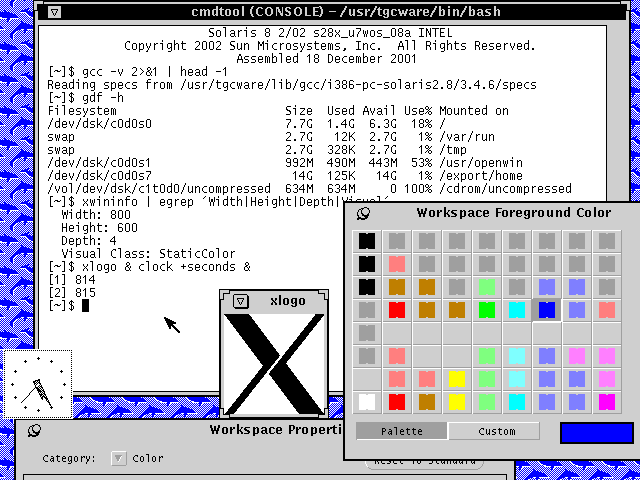 cmdtool (CONSOLE) - /usr/tgcware/bin/bash
Solaris 8 2/02 s28x_u7wos_08a INTEL
Copyright 2002 Sun Microsystems, Inc.  All Rights Reserved.
Assembled 18 December 2001
[~]$ gcc -v 2>&1 | head -1
Reading specs from /usr/tgcware/lib/gcc/i386-pc-solaris2.8/3.4.6/specs
[~]$ gdf -h
Filesystem Size Used Avail Use% Mounted on
/dev/dsk/c0d0s0 7.7G 1.4G 6.3G 18% /
swap 2.7G 12K 2.7G 1% /var/run
swap 2.7G 328K 2.7G 1% /tmp
/dev/dsk/c0d0s1 992M 490M 443M 53% /usr/openwin
/dev/dsk/c0d0s7 14G 125K 14G 1% /export/home
/vol/dev/dsk/c1t0d0/uncompressed 634M 634M 0 100% /cdrom/uncompressed
[~]$ xwininfo | egrep 'Width|Height|Depth|Visual'
Width: 800
Height: 600
Depth: 4
Visual Class: StaticColor
[~]$ xlogo & clock +seconds &
[1] 814
[2] 815
[~]$
xlogo
Workspace Foreground Color
Palette
Custom
Workspace Properti
Category: Color
Reset to Standard